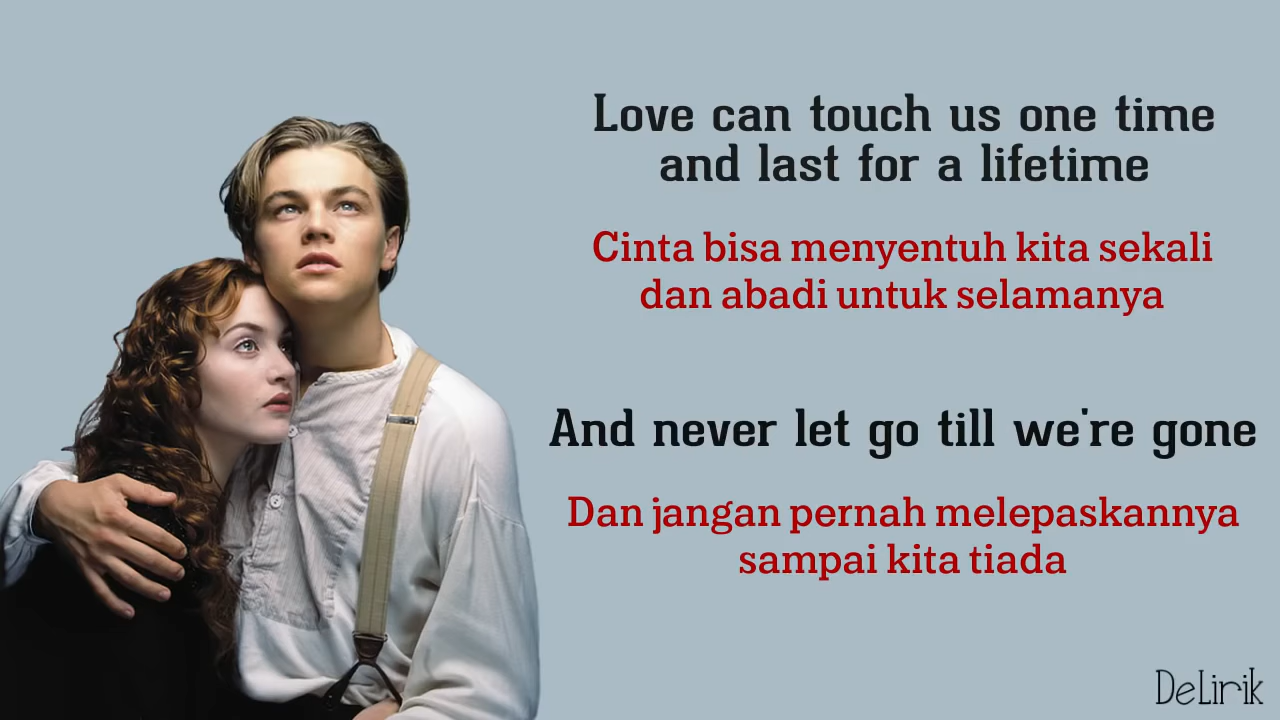 Love can touch us one time
and last for a lifetime
Cinta bisa menyentuh kita sekali
dan abadi untuk selamanya
And never let go till we're gone
Dan jangan pernah melepaskannya
sampai kita tiada
DeLirik